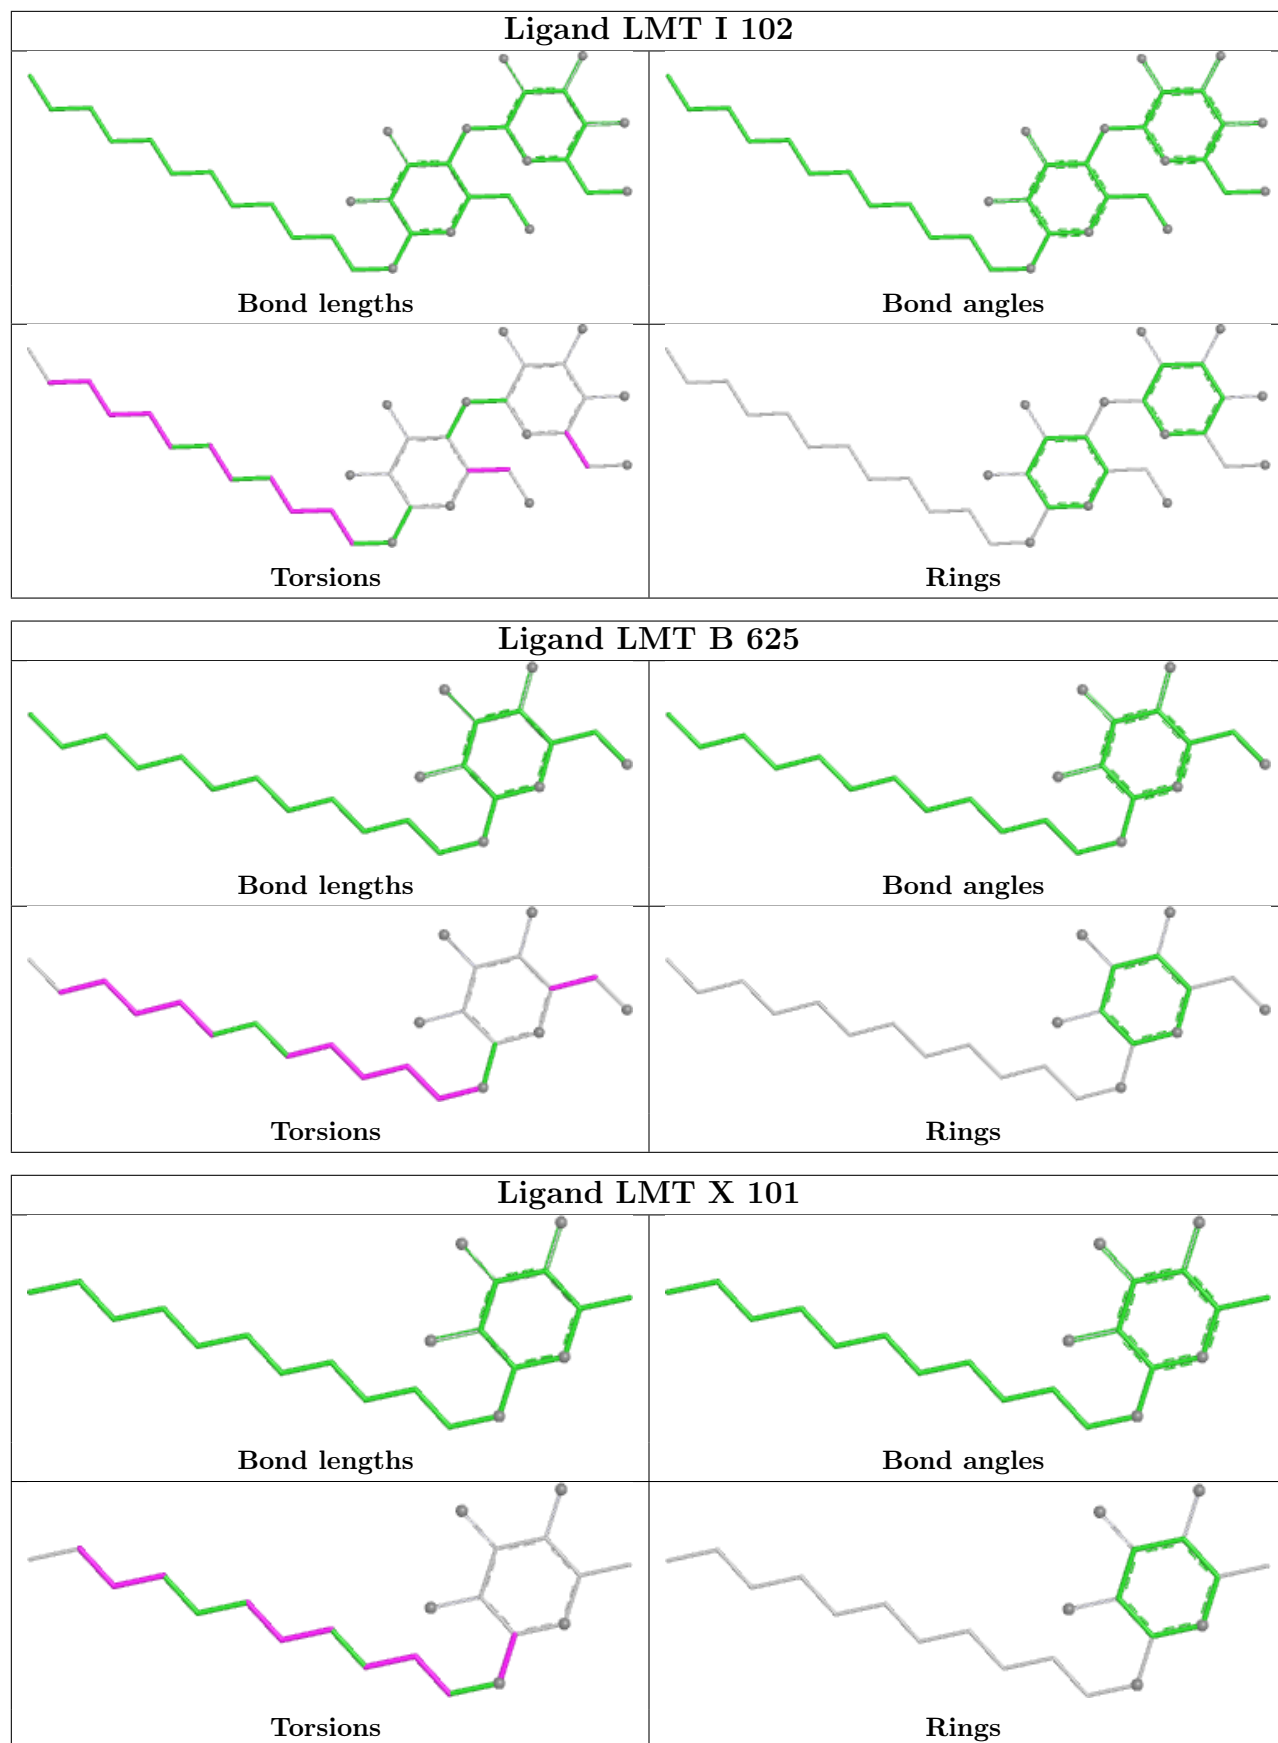 Ligand LMT I 102
Bond lengths
Bond angles
Torsions
Rings
Ligand LMT B 625
Bond lengths
Bond angles
Torsions
Rings
Ligand LMT X 101
Bond lengths
Bond angles
Torsions
Rings